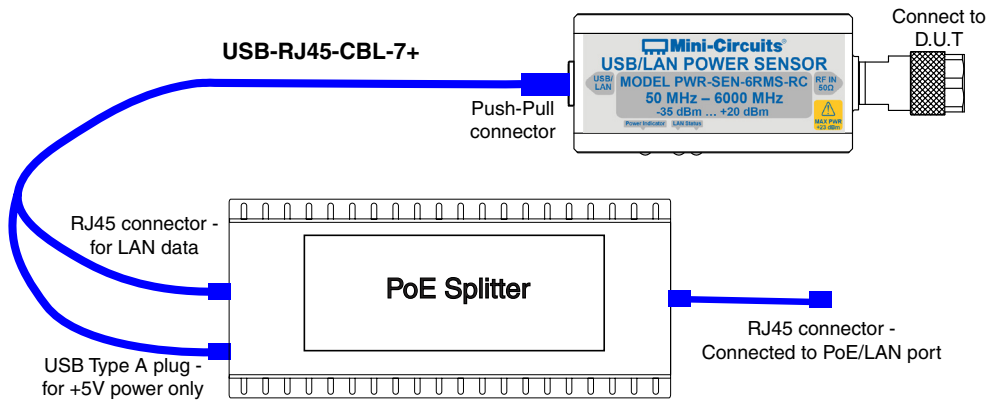 USB-RJ45-CBL-7+
Push-Pull
connector
Mini-Circuits®
USB/LAN POWER SENSOR
USB/
LAN
MODEL PWR-SEN-6RMS-RC
50 MHz – 6000 MHz
-35 dBm ... +20 dBm
Power Indicator
LAN Status
RF IN
50Ω
MAX PWR
+23 dBm
Connect to
D.U.T
RJ45 connector -
for LAN data
PoE Splitter
USB Type A plug -
for +5V power only
RJ45 connector -
Connected to PoE/LAN port